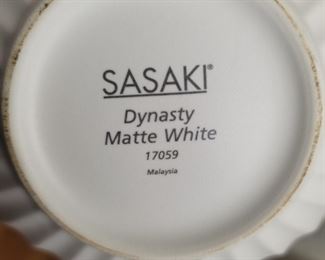 SASAKI®
Dynasty
Matte White
17059
Malaysia